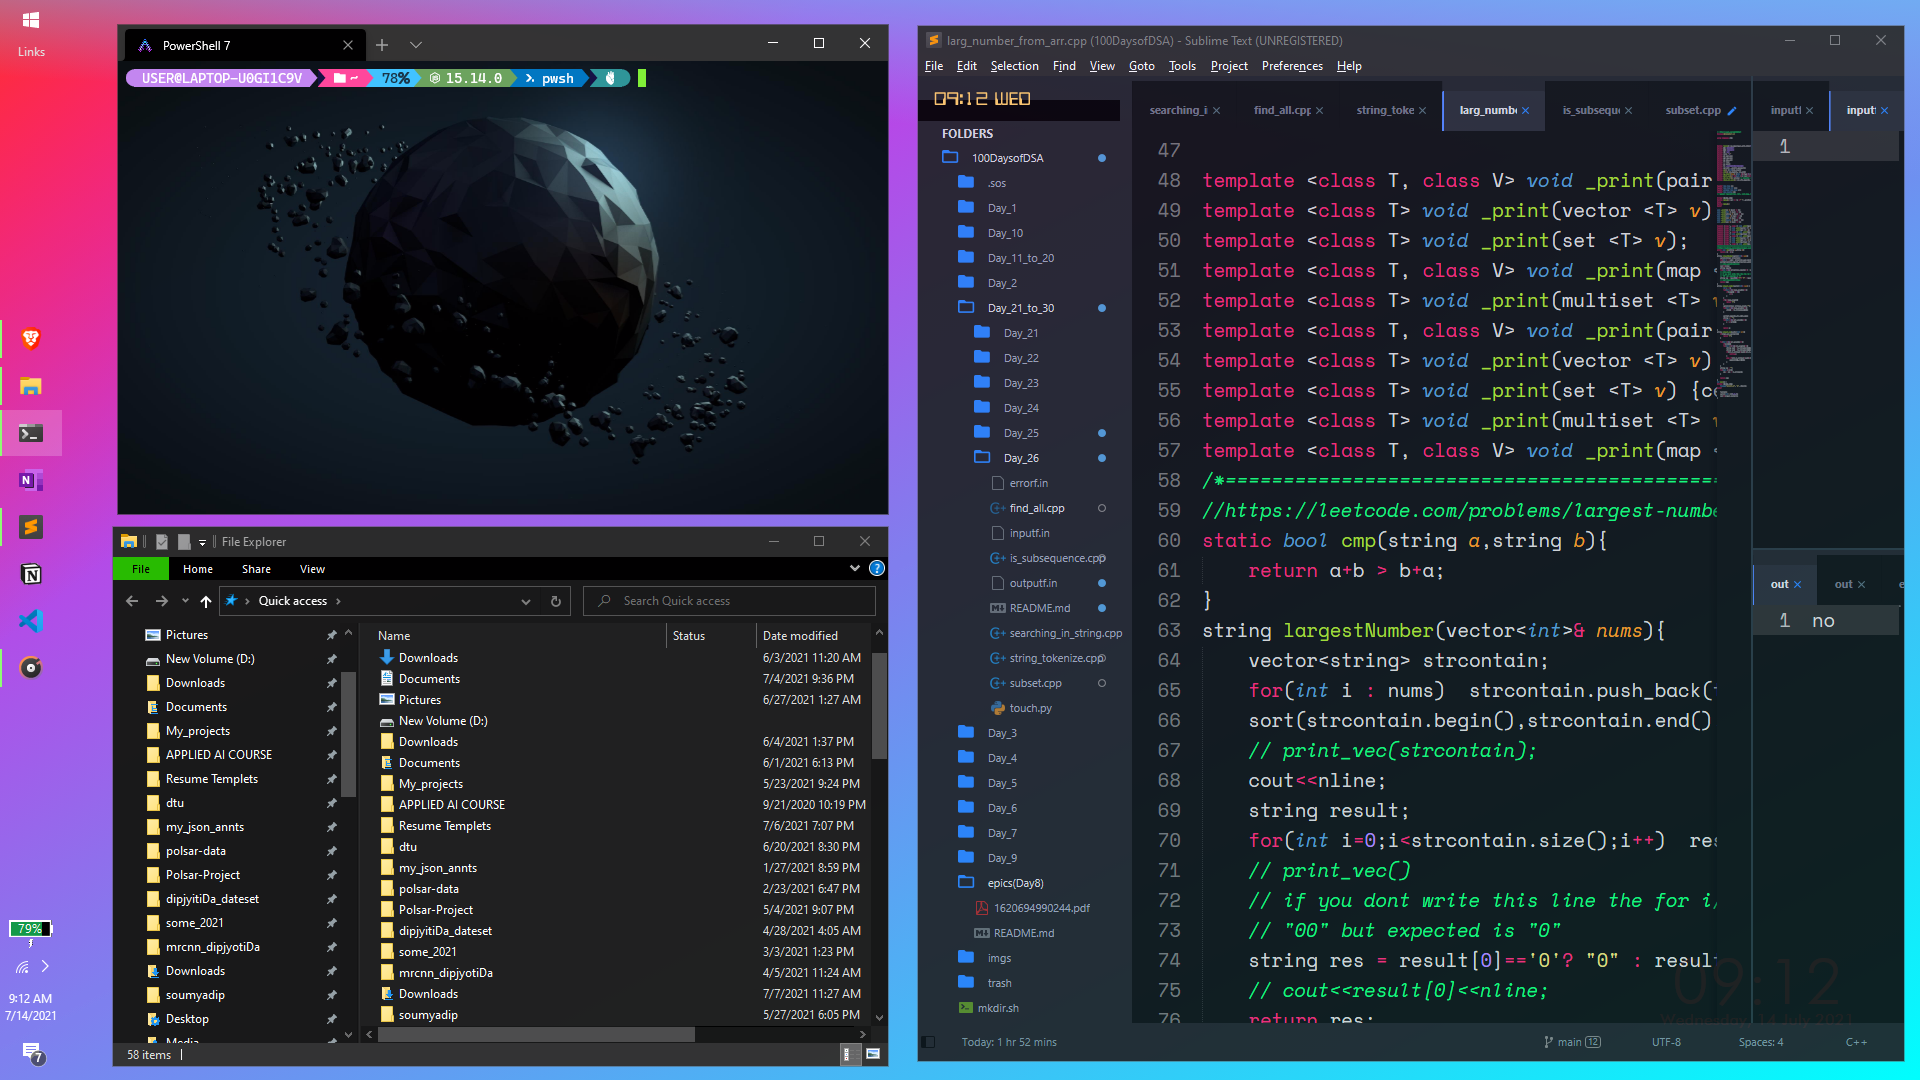 Links
79%
9:12 AM
7/14/2021
7
PowerShell 7
USER@LAPTOP-U0GI1C9V ~ 78% 15.14.0 pwsh
File Explorer
File Home Share View
Quick access
Search Quick access
Pictures
New Volume (D:)
Downloads
Documents
My_projects
APPLIED AI COURSE
Resume Templets
dtu
my_json_annts
polsar-data
Polsar-Project
dipjyitiDa_dateset
some_2021
mrcnn_dipjyotiDa
Downloads
soumyadip
Desktop
Media
Name Status Date modified
Downloads 6/3/2021 11:20 AM
Documents 7/4/2021 9:36 PM
Pictures 6/27/2021 1:27 AM
New Volume (D:)
Downloads 6/4/2021 1:37 PM
Documents 6/1/2021 6:13 PM
My_projects 5/23/2021 9:24 PM
APPLIED AI COURSE 9/21/2020 10:19 PM
Resume Templets 7/6/2021 7:07 PM
dtu 6/20/2021 8:30 PM
my_json_annts 1/27/2021 8:59 PM
polsar-data 2/23/2021 6:47 PM
Polsar-Project 5/4/2021 9:07 PM
dipjyitiDa_dateset 4/28/2021 4:05 AM
some_2021 3/3/2021 1:23 PM
mrcnn_dipjyotiDa 4/5/2021 11:24 AM
Downloads 7/7/2021 11:27 AM
soumyadip 5/27/2021 6:05 PM
58 items
larg_number_from_arr.cpp (100DaysofDSA) - Sublime Text (UNREGISTERED)
File Edit Selection Find View Goto Tools Project Preferences Help
09:12 WED
FOLDERS
100DaysofDSA
.sos
Day_1
Day_10
Day_11_to_20
Day_2
Day_21_to_30
Day_21
Day_22
Day_23
Day_24
Day_25
Day_26
errorf.in
find_all.cpp
inputf.in
is_subsequence.cpp
outputf.in
README.md
searching_in_string.cpp
string_tokenize.cpp
subset.cpp
touch.py
Day_3
Day_4
Day_5
Day_6
Day_7
Day_9
epics(Day8)
1620694990244.pdf
README.md
imgs
trash
mkdir.sh
searching_i find_all.cpp string_toke larg_numbe is_subsequ subset.cpp
47
48 template <class T, class V> void _print(pair
49 template <class T> void _print(vector <T> v)
50 template <class T> void _print(set <T> v);
51 template <class T, class V> void _print(map <
52 template <class T> void _print(multiset <T> v
53 template <class T, class V> void _print(pair
54 template <class T> void _print(vector <T> v)
55 template <class T> void _print(set <T> v) {ce
56 template <class T> void _print(multiset <T> v
57 template <class T, class V> void _print(map <
58 /*==========================================
59 //https://leetcode.com/problems/largest-numbe
60 static bool cmp(string a,string b){
61 return a+b > b+a;
62 }
63 string largestNumber(vector<int>& nums){
64 vector<string> strcontain;
65 for(int i : nums) strcontain.push_back(t
66 sort(strcontain.begin(),strcontain.end()
67 // print_vec(strcontain);
68 cout<<nline;
69 string result;
70 for(int i=0;i<strcontain.size();i++) res
71 // print_vec()
72 // if you dont write this line the for i/
73 // "00" but expected is "0"
74 string res = result[0]=='0'? "0" : result
75 // cout<<result[0]<<nline;
76 return res;
inputf input
1
out out e
1 no
09:12
Wednesday, 14 July 2021
Today: 1 hr 52 mins
main 12 UTF-8 Spaces: 4 C++